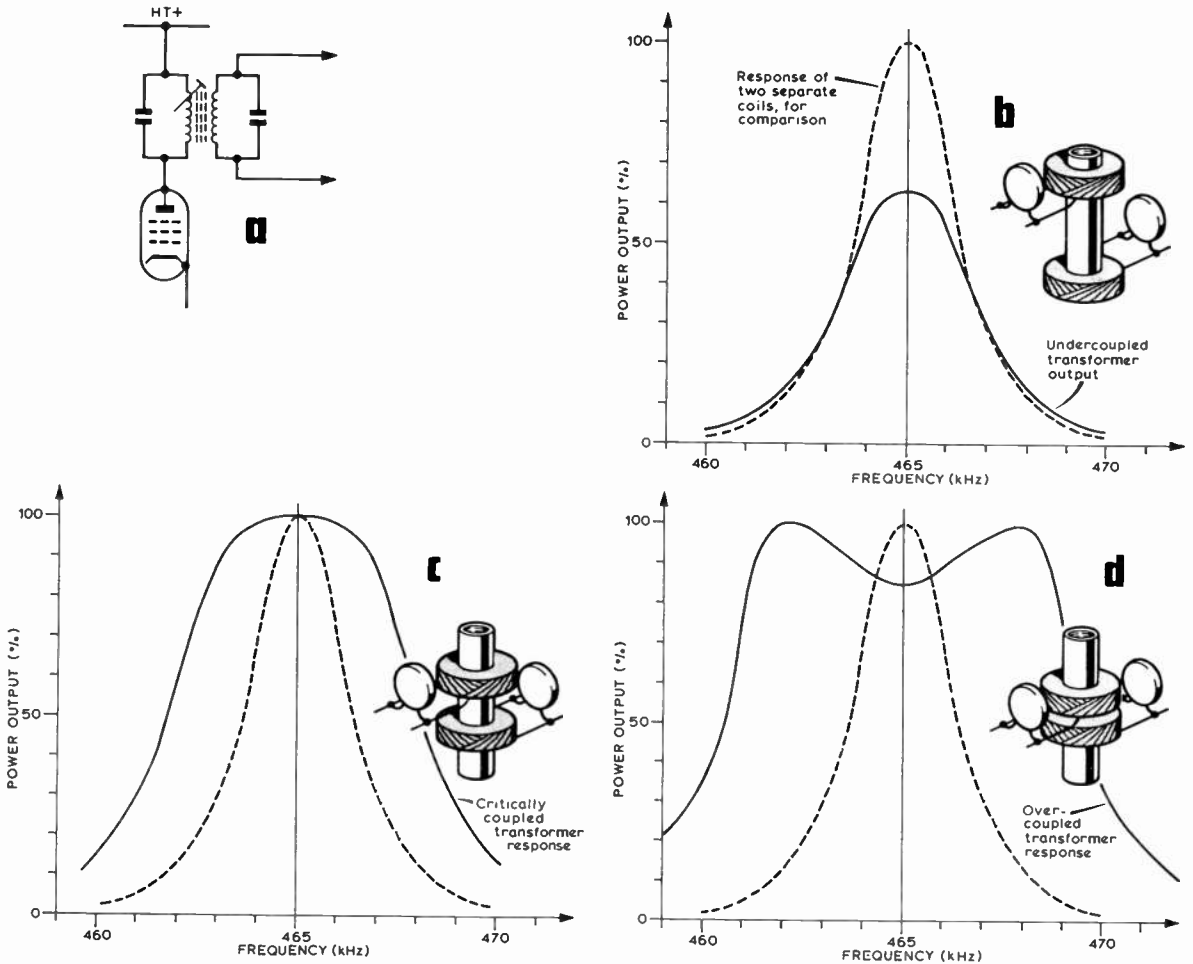 HT+
a
100
50
0
POWER OUTPUT (%)
Response of
two separate
coils, for
comparison
b
Undercoupled
transformer
output
460
465
470
FREQUENCY (kHz)
100
50
0
POWER OUTPUT (%)
c
Critically
coupled
transformer
response
460
465
470
FREQUENCY (kHz)
100
50
0
POWER OUTPUT (%)
d
Over-
coupled
transformer
response
460
465
470
FREQUENCY (kHz)